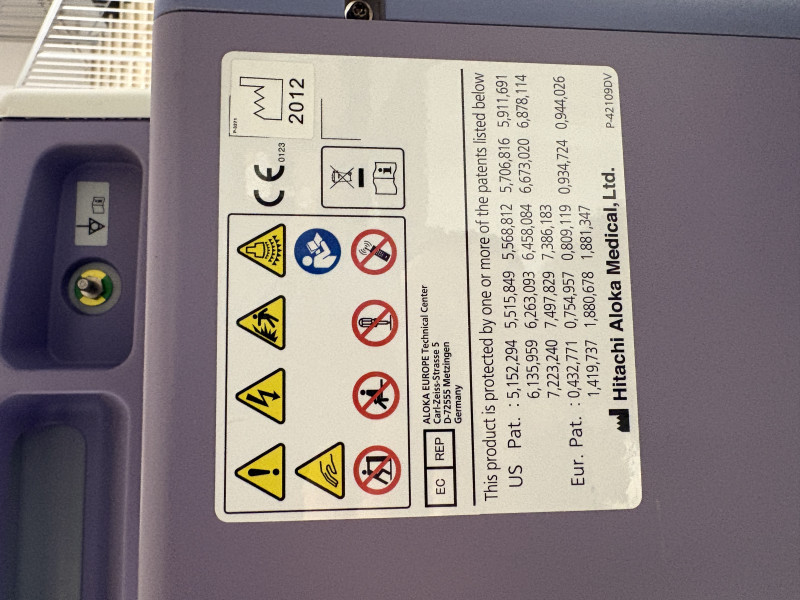 P-5071
2012
CE 0123
EC REP
ALOKA EUROPE Technical Center
Carl-Zeiss-Strasse 5
D-72555 Metzingen
Germany
This product is protected by one or more of the patents listed below
US Pat. : 5,152,294 5,515,849 5,568,812 5,706,816 5,911,691
6,135,959 6,263,093 6,458,084 6,673,020 6,878,114
7,223,240 7,497,829 7,386,183
Eur. Pat. : 0,432,771 0,754,957 0,809,119 0,934,724 0,944,026
1,419,737 1,880,678 1,881,347
Hitachi Aloka Medical, Ltd.
P-42109DV